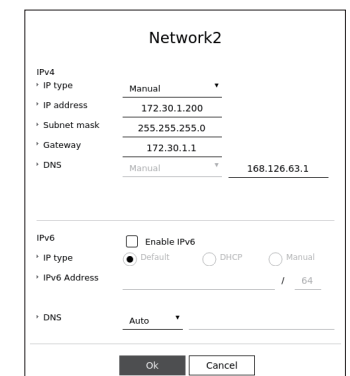 Network2
IPv4
IP type Manual
IP address 172.30.1.200
Subnet mask 255.255.255.0
Gateway 172.30.1.1
DNS Manual 168.126.63.1
IPv6 Enable IPv6
IP type Default DHCP Manual
IPv6 Address / 64
DNS Auto
Ok Cancel